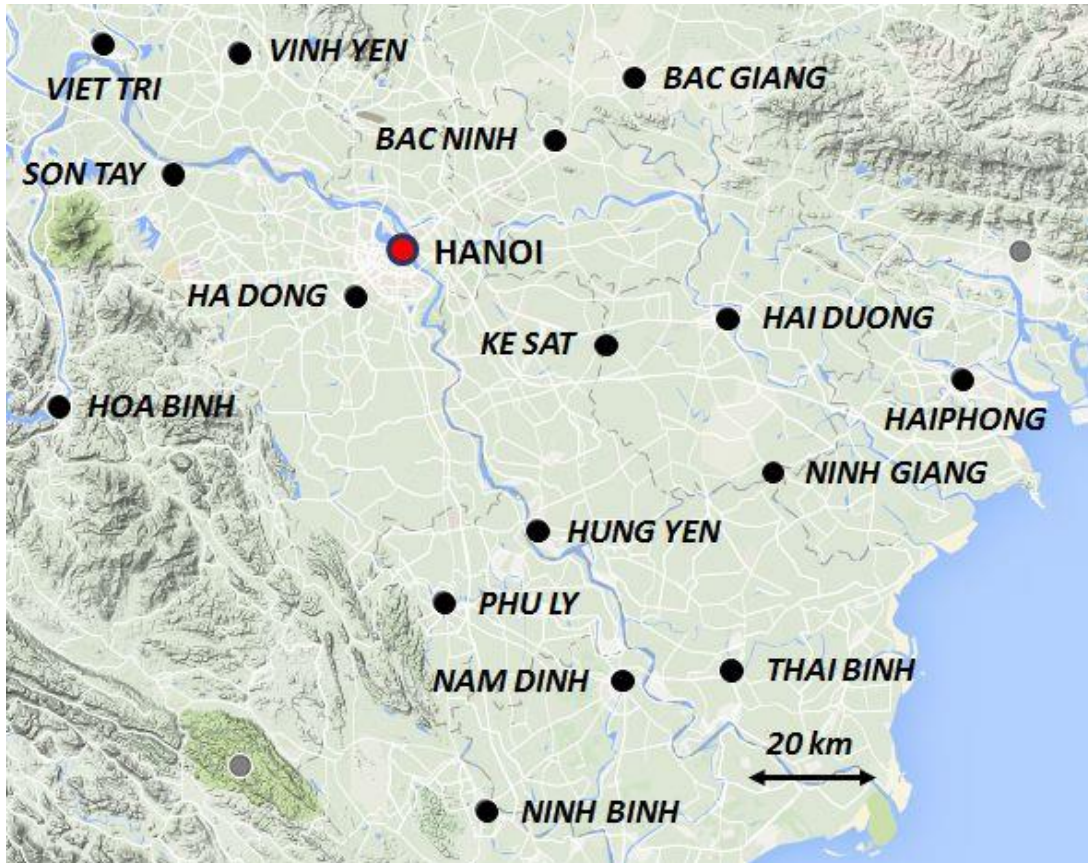 VINH YEN
VIET TRI
BAC GIANG
BAC NINH
SON TAY
HANOI
HA DONG
HAI DUONG
KE SAT
HOA BINH
HAIPHONG
NINH GIANG
HUNG YEN
PHU LY
THAI BINH
NAM DINH
20 km
NINH BINH